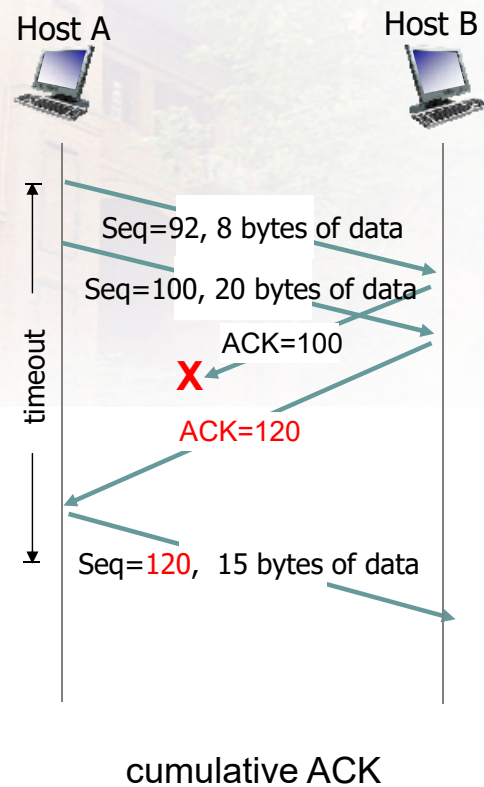 Host A
Host B
Seq=92, 8 bytes of data
Seq=100, 20 bytes of data
ACK=100
X
timeout
ACK=120
Seq=120, 15 bytes of data
cumulative ACK